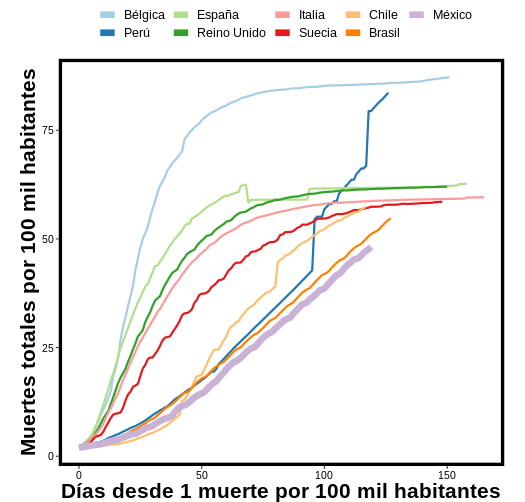 Bélgica España Italia Chile México
Perú Reino Unido Suecia Brasil
Muertes totales por 100 mil habitantes
75
50
25
0
0 50 100 150
Días desde 1 muerte por 100 mil habitantes